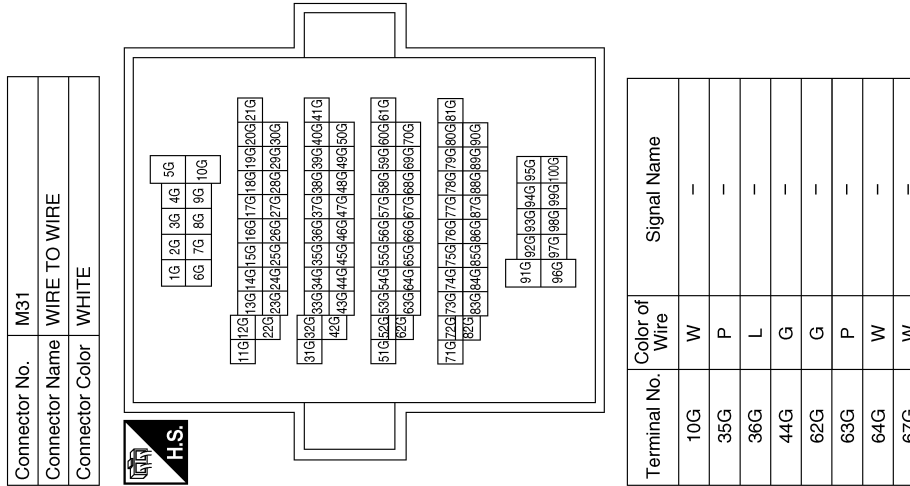 Connector No. M31
Connector Name WIRE TO WIRE
Connector Color WHITE
H.S.
1G 2G 3G 4G 5G
6G 7G 8G 9G 10G
11G 12G 13G 14G 15G 16G 17G 18G 19G 20G 21G
22G 23G 24G 25G 26G 27G 28G 29G 30G
31G 32G 33G 34G 35G 36G 37G 38G 39G 40G 41G
42G 43G 44G 45G 46G 47G 48G 49G 50G
51G 52G 53G 54G 55G 56G 57G 58G 59G 60G 61G
62G 63G 64G 65G 66G 67G 68G 69G 70G
71G 72G 73G 74G 75G 76G 77G 78G 79G 80G 81G
82G 83G 84G 85G 86G 87G 88G 89G 90G
91G 92G 93G 94G 95G
96G 97G 98G 99G 100G
Terminal No. Color of Wire Signal Name
10G W –
35G P –
36G L –
44G G –
62G G –
63G P –
64G W –
67G W –